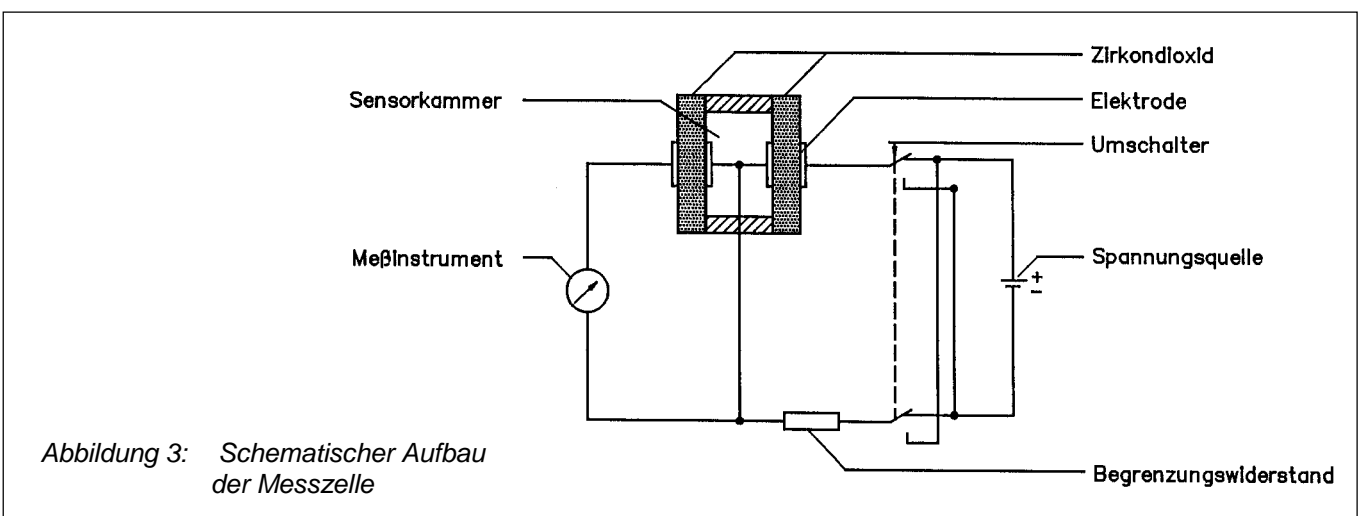 Zirkondioxid
Sensorkammer
Elektrode
Umschalter
Meßinstrument
Spannungsquelle
+
–
Begrenzungswiderstand
Abbildung 3: Schematischer Aufbau
der Messzelle